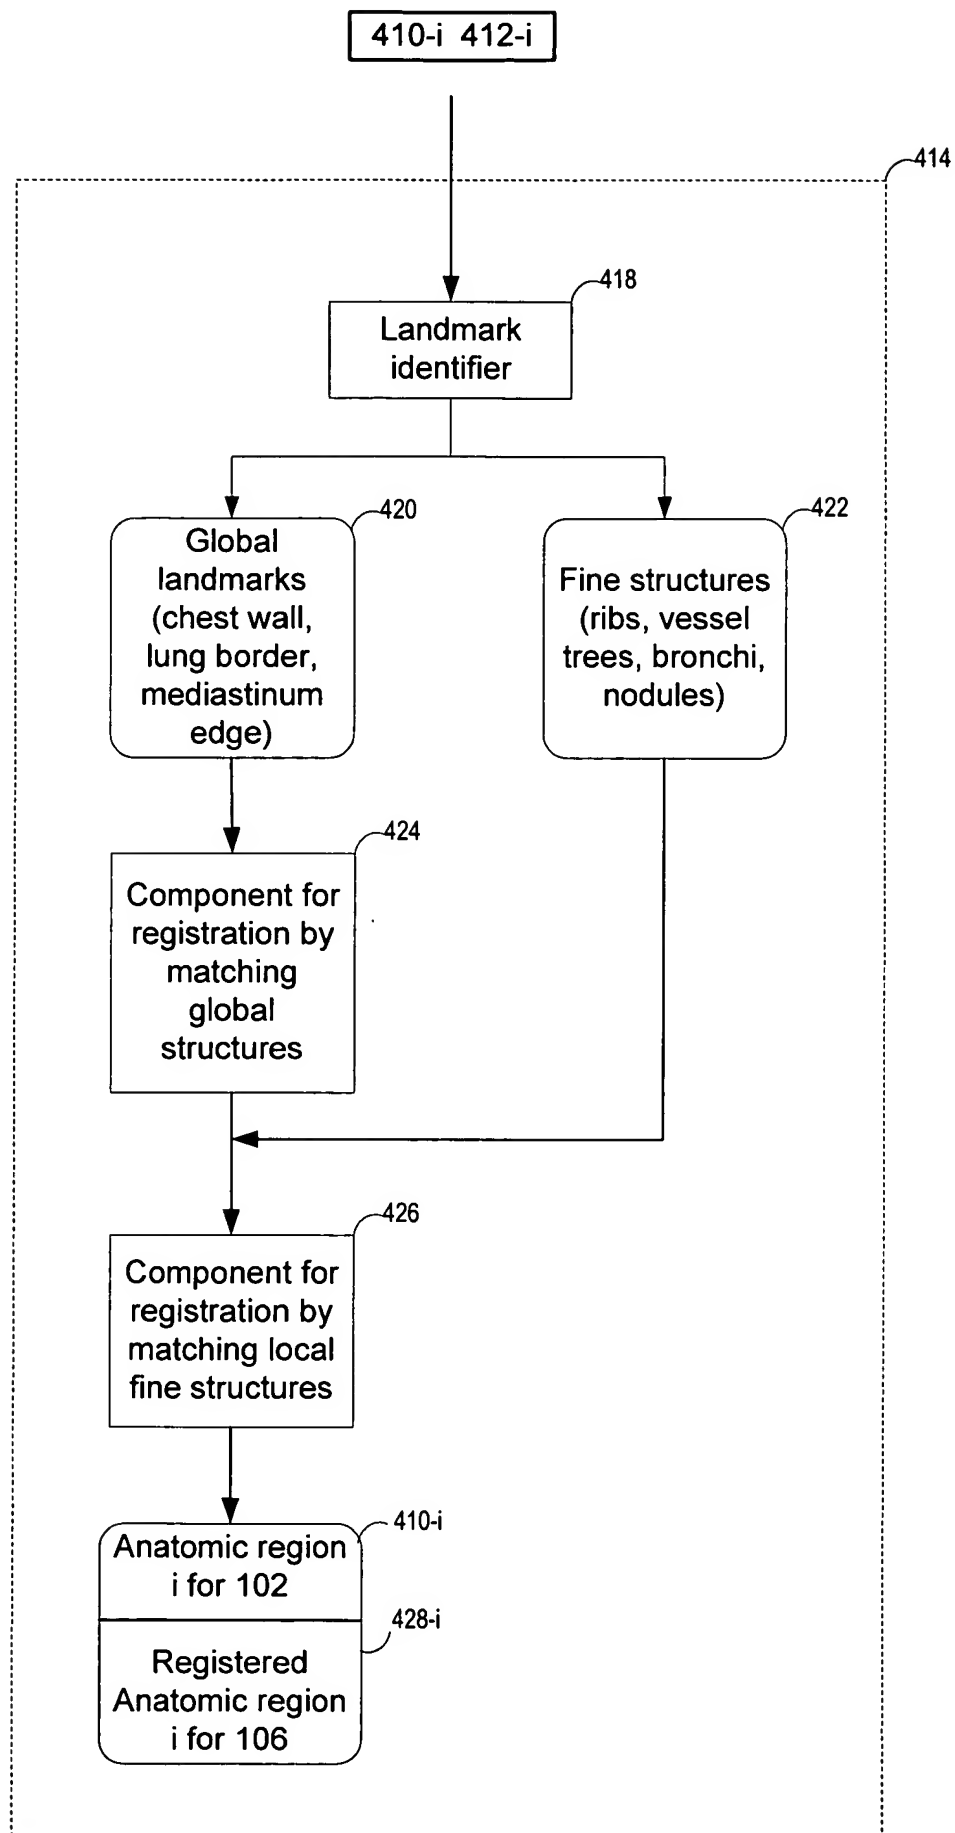 410-i 412-i
414
418
Landmark
identifier
420
Global
landmarks
(chest wall,
lung border,
mediastinum
edge)
422
Fine structures
(ribs, vessel
trees, bronchi,
nodules)
424
Component for
registration by
matching
global
structures
426
Component for
registration by
matching local
fine structures
410-i
Anatomic region
i for 102
428-i
Registered
Anatomic region
i for 106